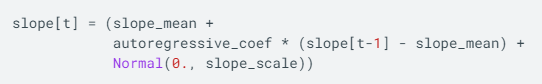 slope[t] = (slope_mean +
            autoregressive_coef * (slope[t-1] - slope_mean) +
            Normal(0., slope_scale))